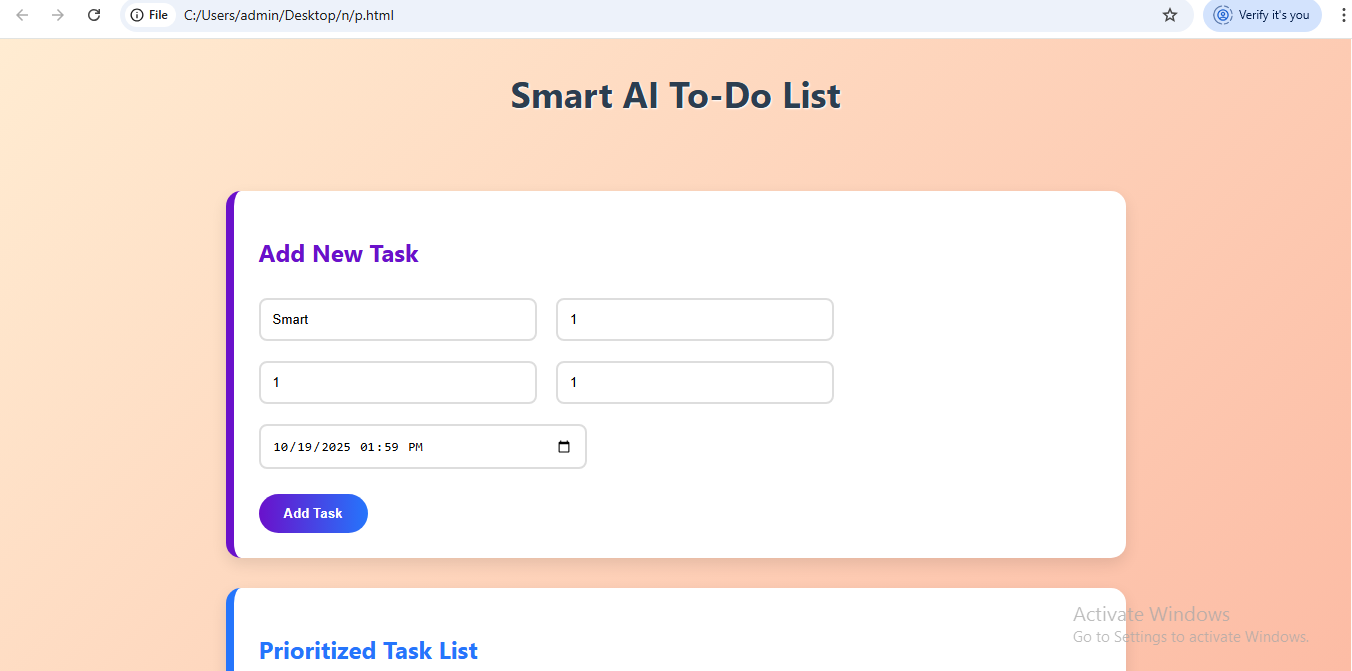 File C:/Users/admin/Desktop/n/p.html Verify it's you
Smart AI To-Do List
Add New Task
Smart 1
1 1
10/19/2025 01:59 PM
Add Task
Activate Windows
Go to Settings to activate Windows.
Prioritized Task List